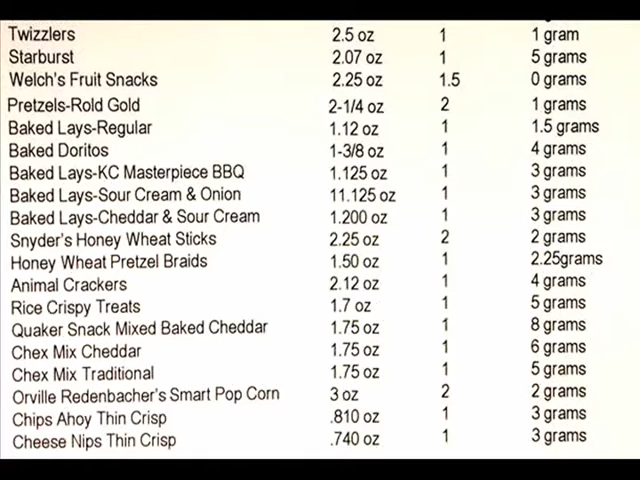 Twizzlers 2.5 oz 1 1 gram
Starburst 2.07 oz 1 5 grams
Welch's Fruit Snacks 2.25 oz 1.5 0 grams
Pretzels-Rold Gold 2-1/4 oz 2 1 grams
Baked Lays-Regular 1.12 oz 1 1.5 grams
Baked Doritos 1-3/8 oz 1 4 grams
Baked Lays-KC Masterpiece BBQ 1.125 oz 1 3 grams
Baked Lays-Sour Cream & Onion 11.125 oz 1 3 grams
Baked Lays-Cheddar & Sour Cream 1.200 oz 1 3 grams
Snyder's Honey Wheat Sticks 2.25 oz 2 2 grams
Honey Wheat Pretzel Braids 1.50 oz 1 2.25grams
Animal Crackers 2.12 oz 1 4 grams
Rice Crispy Treats 1.7 oz 1 5 grams
Quaker Snack Mixed Baked Cheddar 1.75 oz 1 8 grams
Chex Mix Cheddar 1.75 oz 1 6 grams
Chex Mix Traditional 1.75 oz 1 5 grams
Orville Redenbacher's Smart Pop Corn 3 oz 2 2 grams
Chips Ahoy Thin Crisp .810 oz 1 3 grams
Cheese Nips Thin Crisp .740 oz 1 3 grams